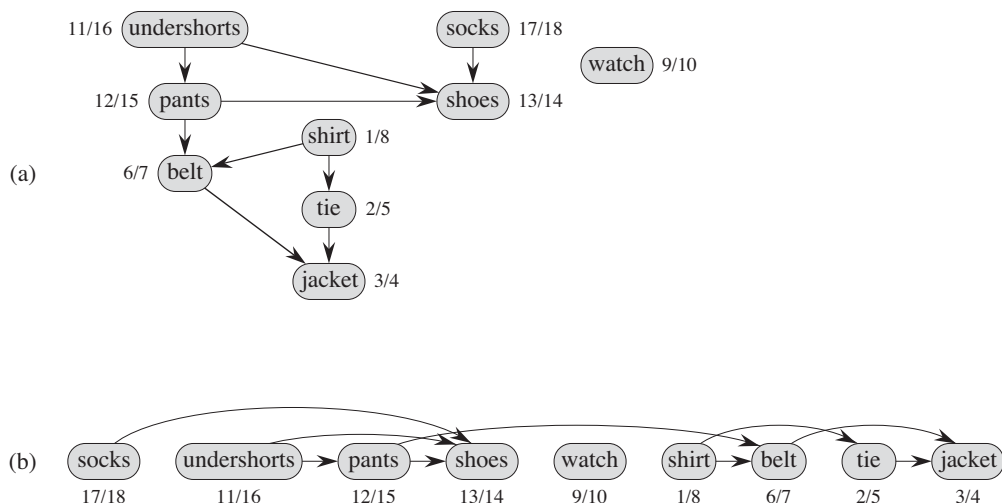 11/16 undershorts socks 17/18
watch 9/10
12/15 pants shoes 13/14
shirt 1/8
(a) 6/7 belt
tie 2/5
jacket 3/4
(b) socks undershorts pants shoes watch shirt belt tie jacket
17/18 11/16 12/15 13/14 9/10 1/8 6/7 2/5 3/4